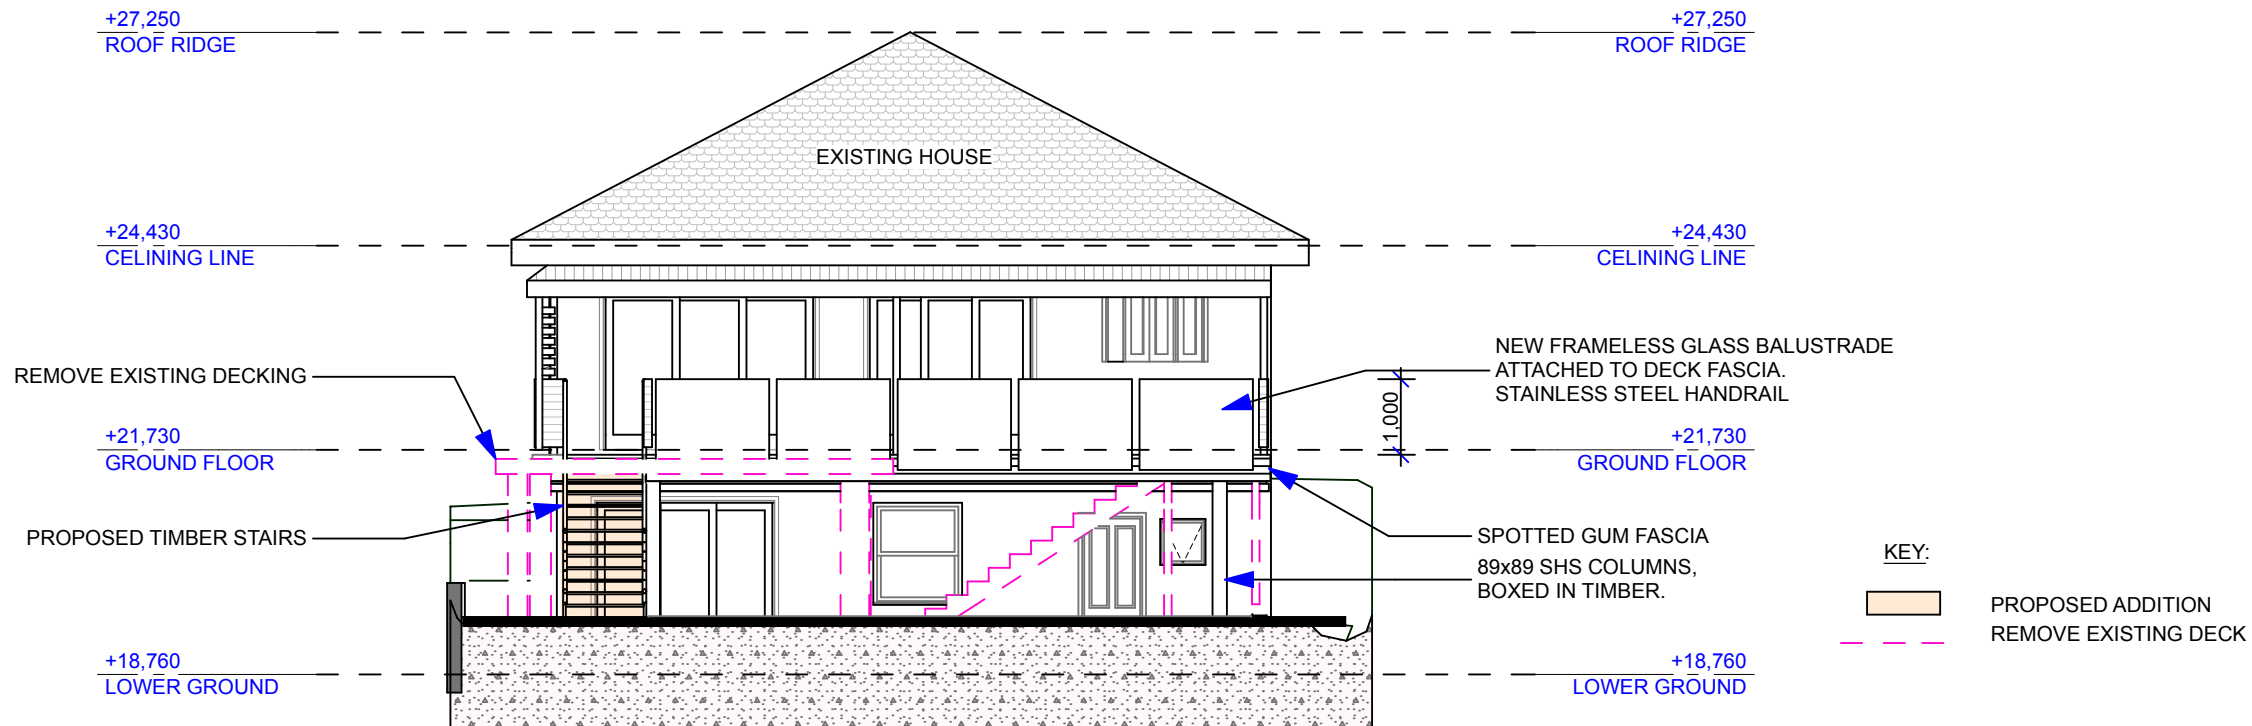 +27,250
ROOF RIDGE
+27,250
ROOF RIDGE
EXISTING HOUSE
+24,430
CELINING LINE
+24,430
CELINING LINE
REMOVE EXISTING DECKING
NEW FRAMELESS GLASS BALUSTRADE
ATTACHED TO DECK FASCIA.
STAINLESS STEEL HANDRAIL
1,000
+21,730
GROUND FLOOR
+21,730
GROUND FLOOR
PROPOSED TIMBER STAIRS
SPOTTED GUM FASCIA
89x89 SHS COLUMNS,
BOXED IN TIMBER.
KEY:
PROPOSED ADDITION
REMOVE EXISTING DECK
+18,760
LOWER GROUND
+18,760
LOWER GROUND